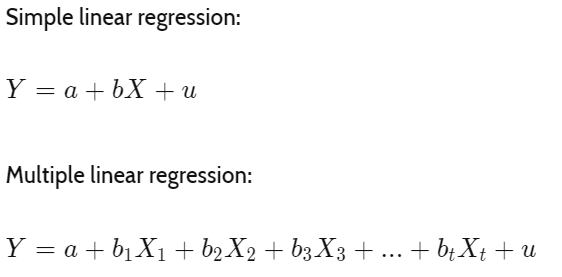 Simple linear regression:
Y = a + bX + u
Multiple linear regression:
Y = a + b₁X₁ + b₂X₂ + b₃X₃ + ... + bₜXₜ + u